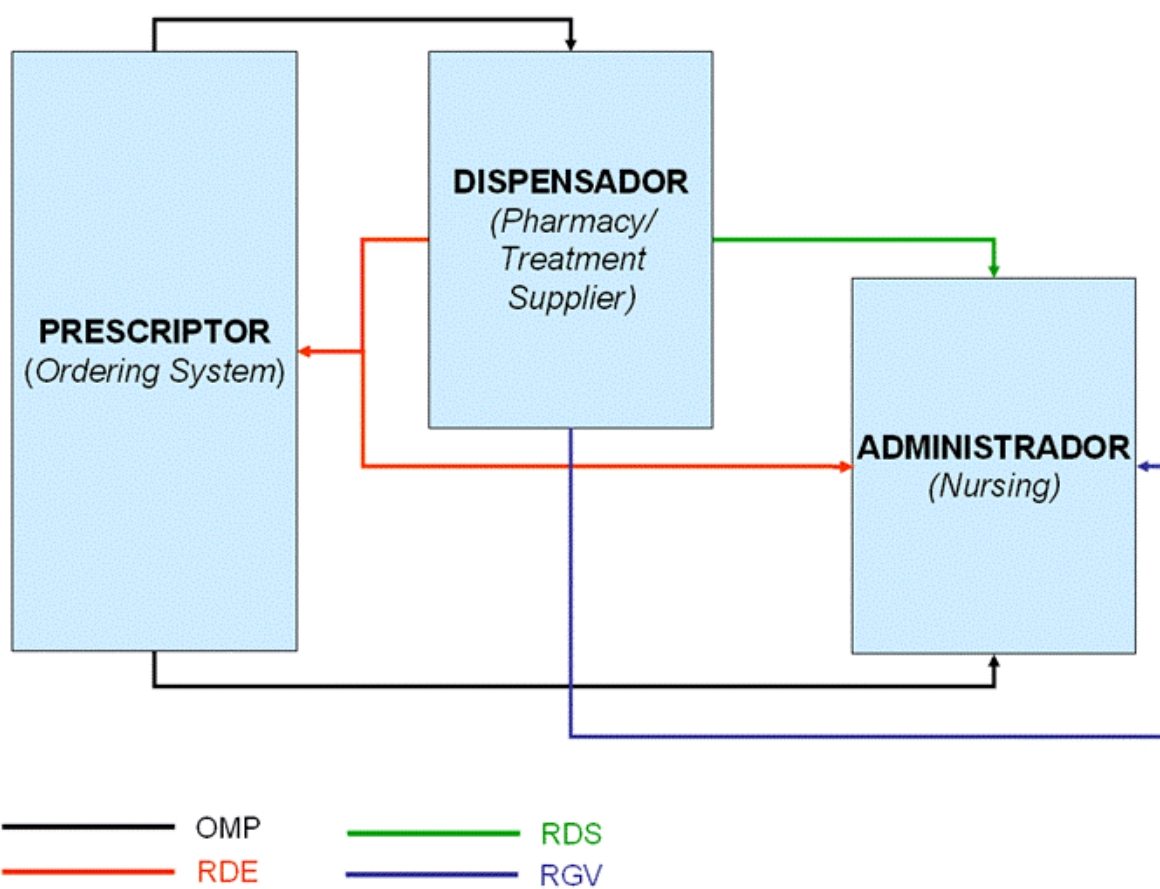 PRESCRIPTOR
(Ordering System)
DISPENSADOR
(Pharmacy/
Treatment
Supplier)
ADMINISTRADOR
(Nursing)
OMP
RDS
RDE
RGV